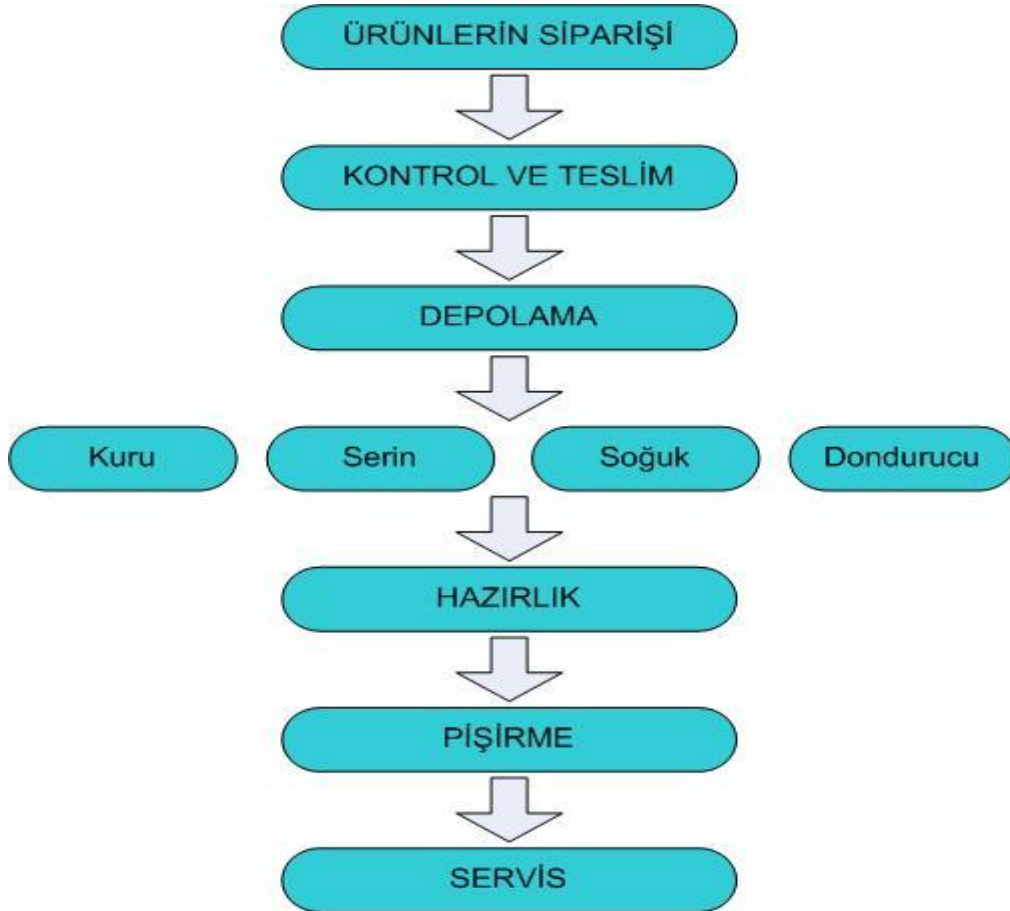 ÜRÜNLERİN SİPARİŞİ
KONTROL VE TESLİM
DEPOLAMA
Kuru
Serin
Soğuk
Dondurucu
HAZIRLIK
PİŞİRME
SERVİS